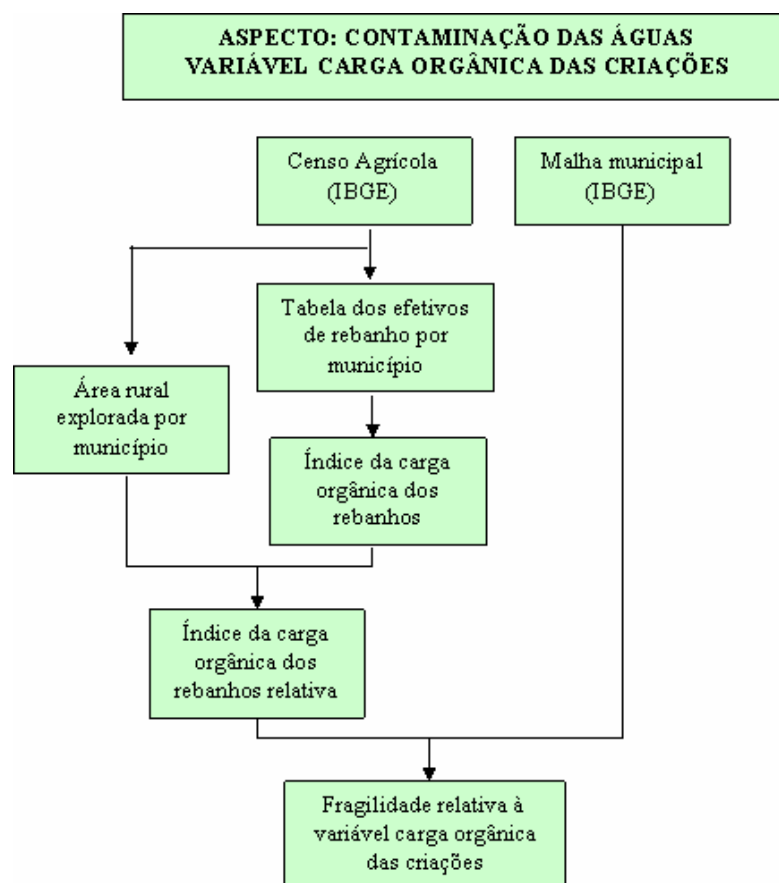 ASPECTO: CONTAMINAÇÃO DAS ÁGUAS
VARIÁVEL CARGA ORGÂNICA DAS CRIAÇÕES
Censo Agrícola
(IBGE)
Malha municipal
(IBGE)
Tabela dos efetivos
de rebanho por
município
Área rural
explorada por
município
Índice da carga
orgânica dos
rebanhos
Índice da carga
orgânica dos
rebanhos relativa
Fragilidade relativa à
variável carga orgânica
das criações